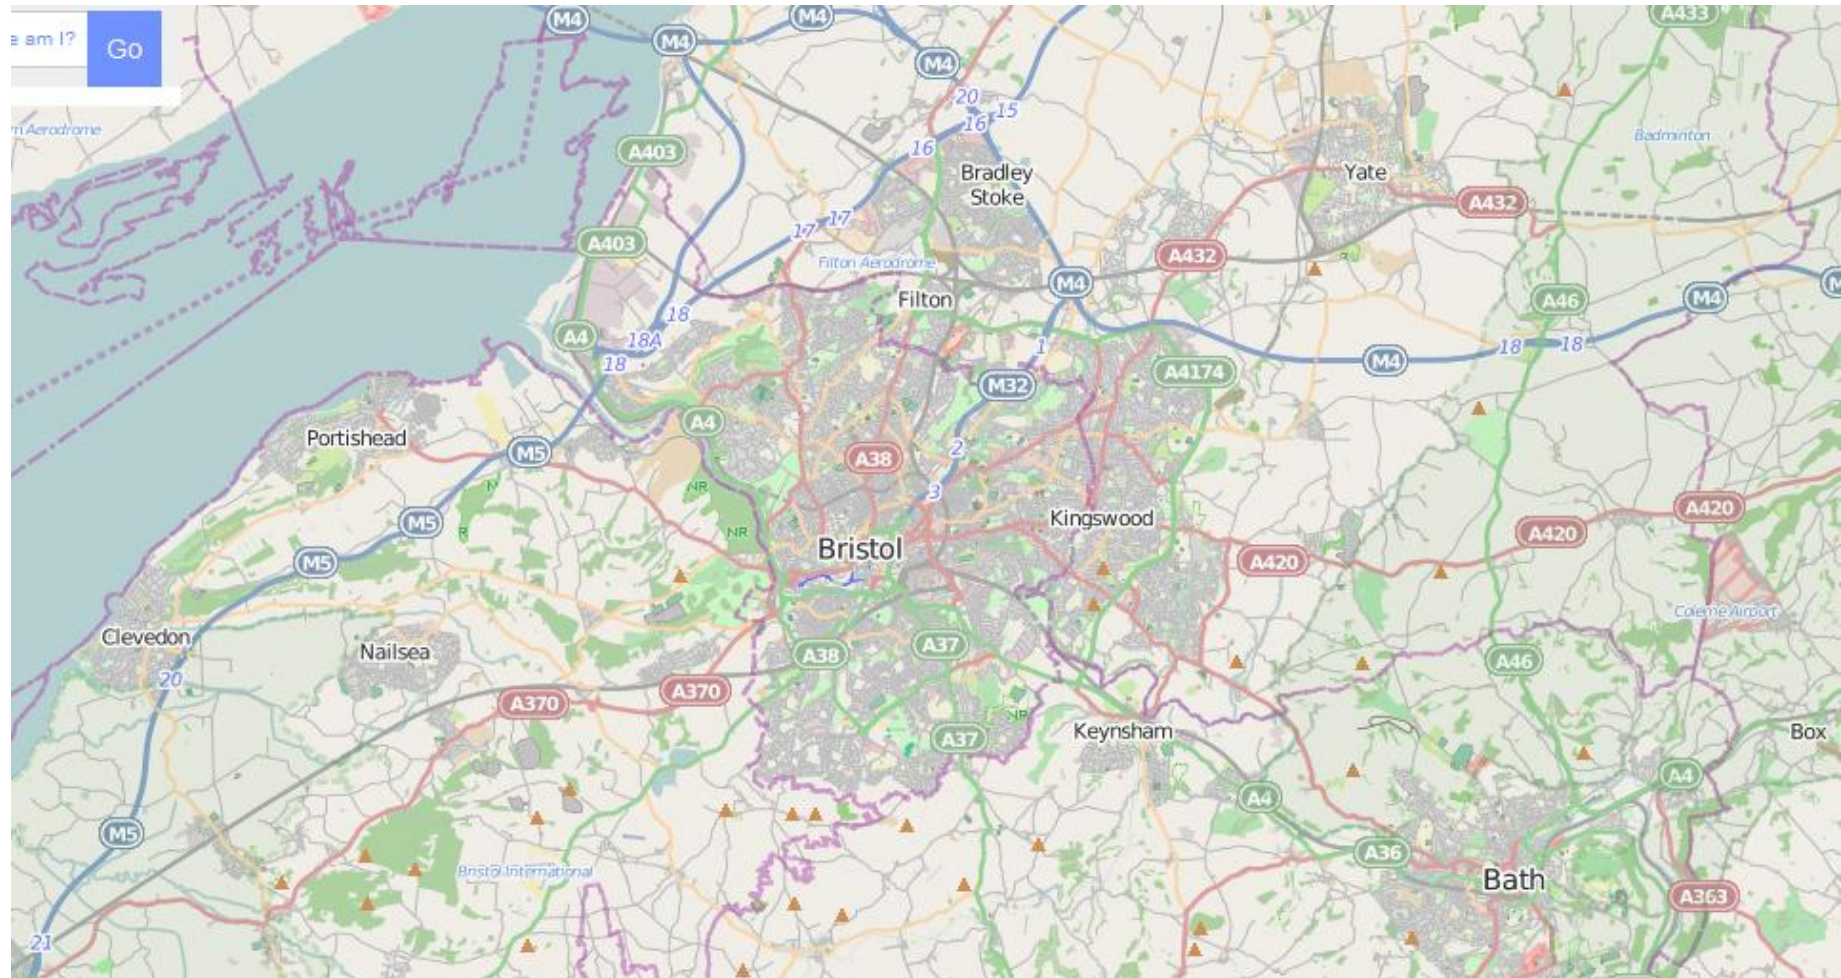 M4
M4
A433
e am I?
Go
M4
M4
20
15
16
Aerodrome
Badminton
16
A403
Bradley
Stoke
Yate
A432
17
17
A403
A432
Filton Aerodrome
M4
Filton
A46
M4
18
A4
18A
1
18
18
18
M4
A4174
M32
A4
Portishead
M5
2
A38
3
A420
M5
Kingswood
A420
Bristol
A420
M5
NR
NR
N
R
Clevedon
Nailsea
A38
A37
A46
20
A370
A370
NR
Keynsham
A37
Box
A4
A4
M5
A36
Bristol International
Bath
A363
21